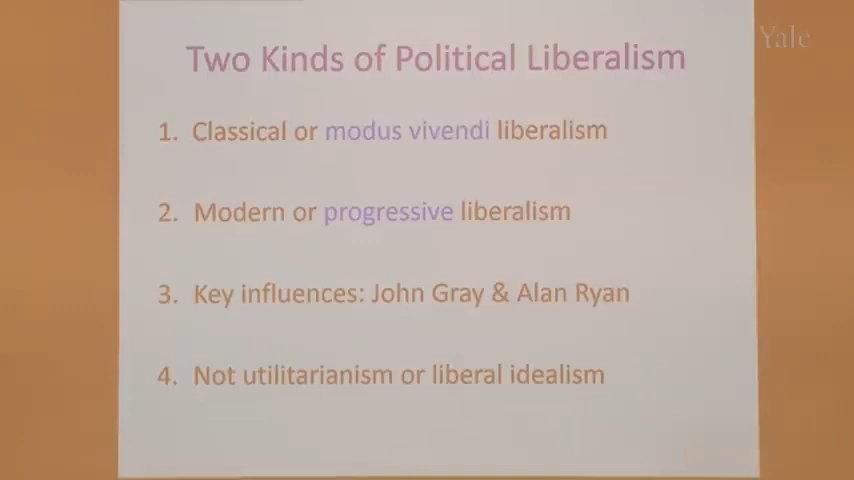 Yale
Two Kinds of Political Liberalism
1. Classical or modus vivendi liberalism
2. Modern or progressive liberalism
3. Key influences: John Gray & Alan Ryan
4. Not utilitarianism or liberal idealism